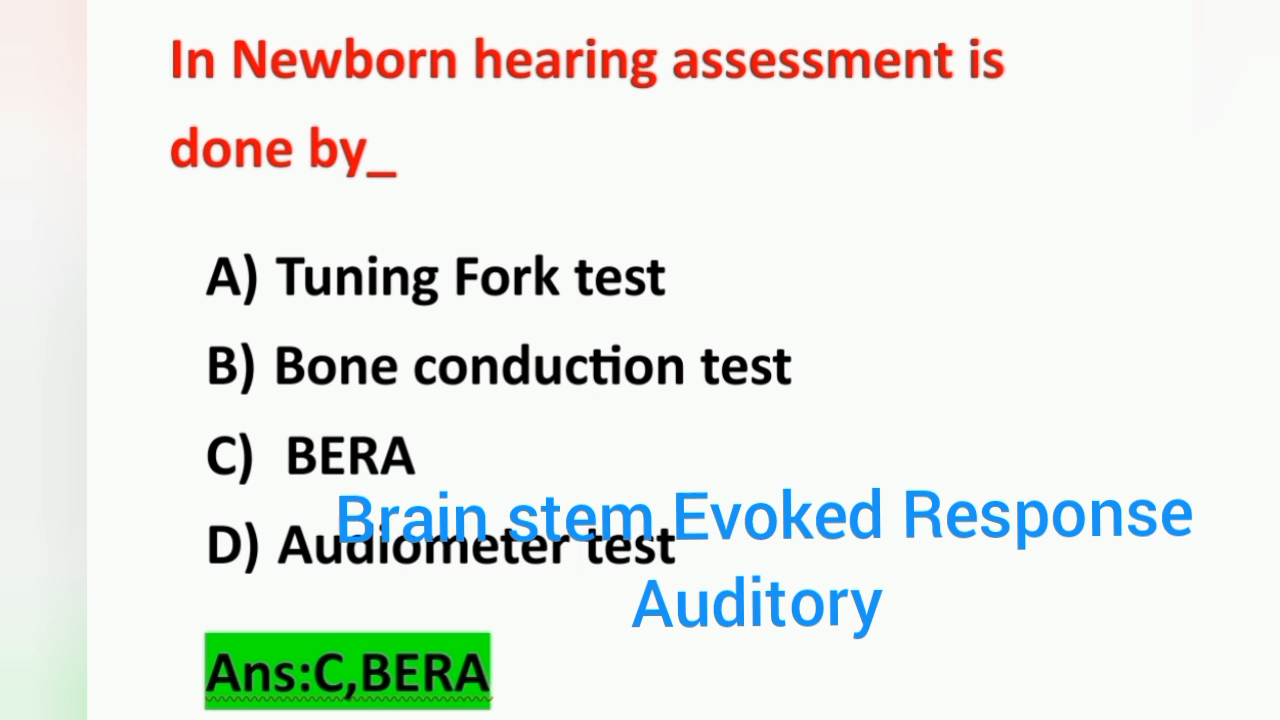 In Newborn hearing assessment is
done by_
A) Tuning Fork test
B) Bone conduction test
C) BERA
Brain stem Evoked Response
Auditory
D) Audiometer test
Ans:C,BERA